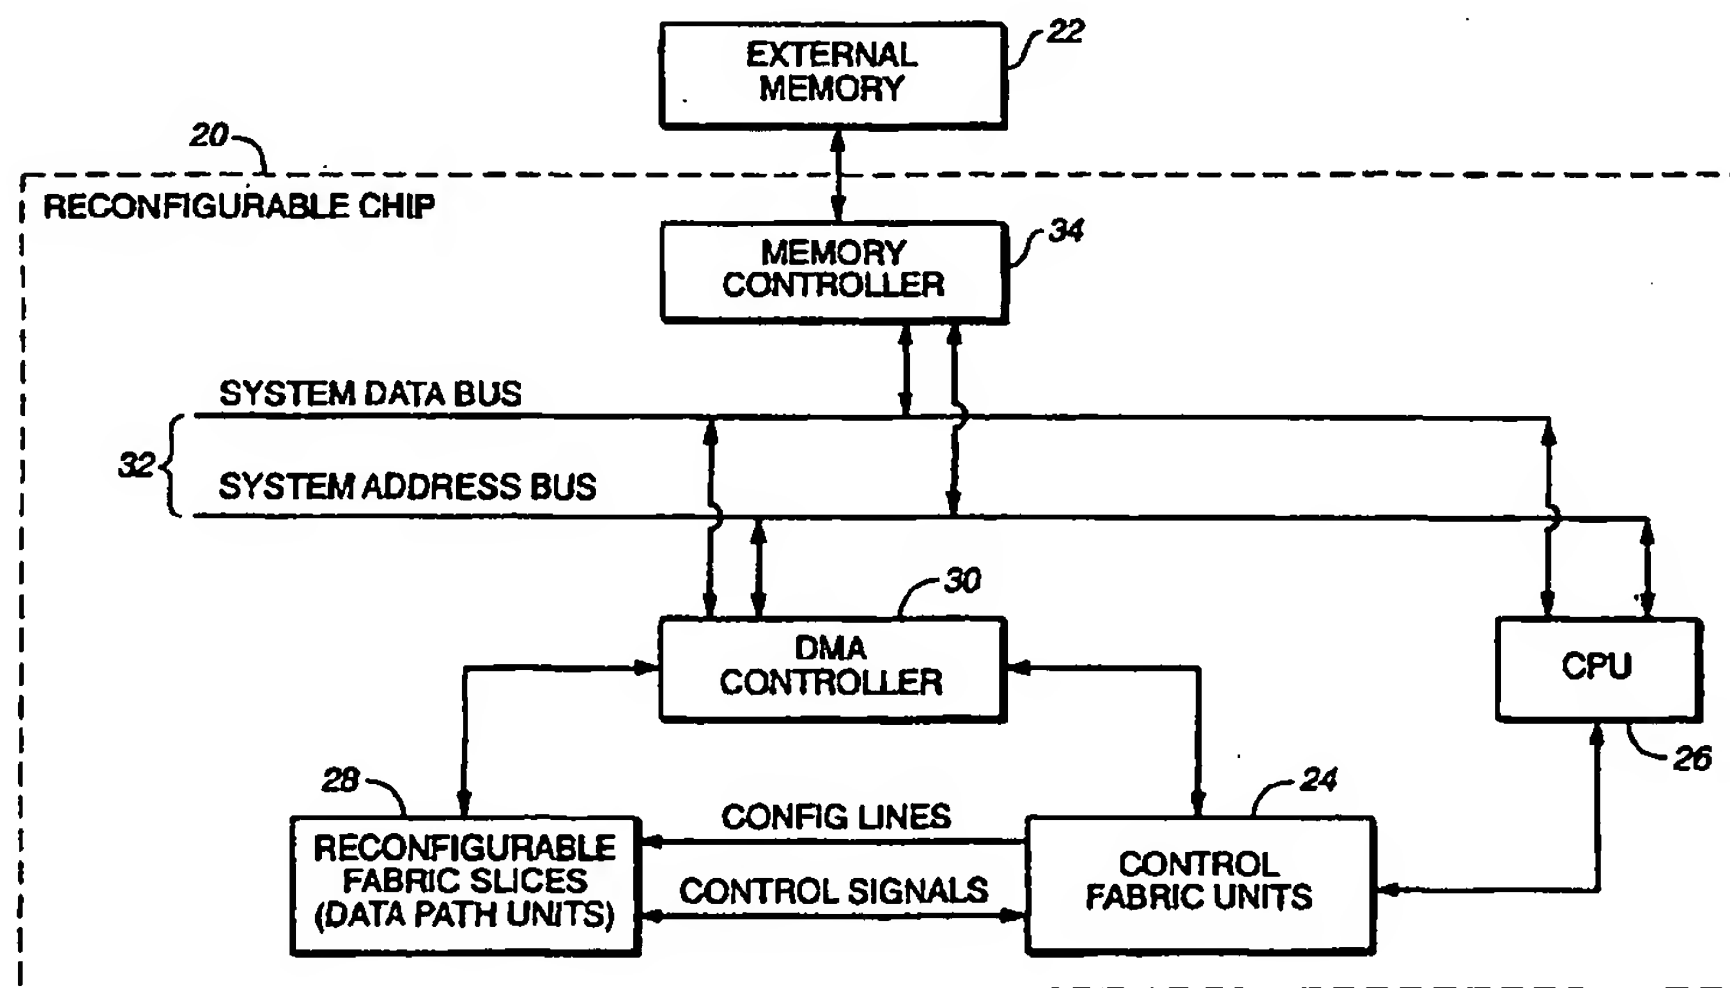 EXTERNAL
MEMORY
22
20
RECONFIGURABLE CHIP
MEMORY
CONTROLLER
34
SYSTEM DATA BUS
32
SYSTEM ADDRESS BUS
30
DMA
CONTROLLER
CPU
26
28
RECONFIGURABLE
FABRIC SLICES
(DATA PATH UNITS)
CONFIG LINES
CONTROL SIGNALS
24
CONTROL
FABRIC UNITS